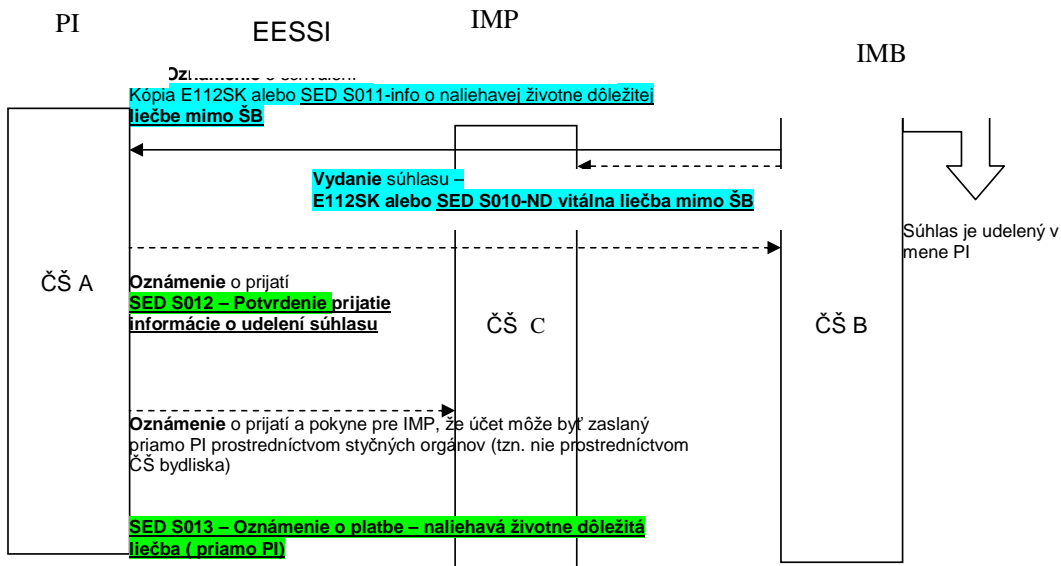 PI
EESSI
IMP
IMB
Kópia E112SK alebo SED S011-info o naliehavej životne dôležitej
liečbe mimo ŠB
Vydanie súhlasu –
E112SK alebo SED S010-ND vitálna liečba mimo ŠB
Súhlas je udelený v
mene PI
ČŠ A
Oznámenie o prijatí
SED S012 – Potvrdenie prijatie
informácie o udelení súhlasu
ČŠ C
ČŠ B
Oznámenie o prijatí a pokyne pre IMP, že účet môže byť zaslaný
priamo PI prostredníctvom styčných orgánov (tzn. nie prostredníctvom
ČŠ bydliska)
SED S013 – Oznámenie o platbe – naliehavá životne dôležitá
liečba ( priamo PI)